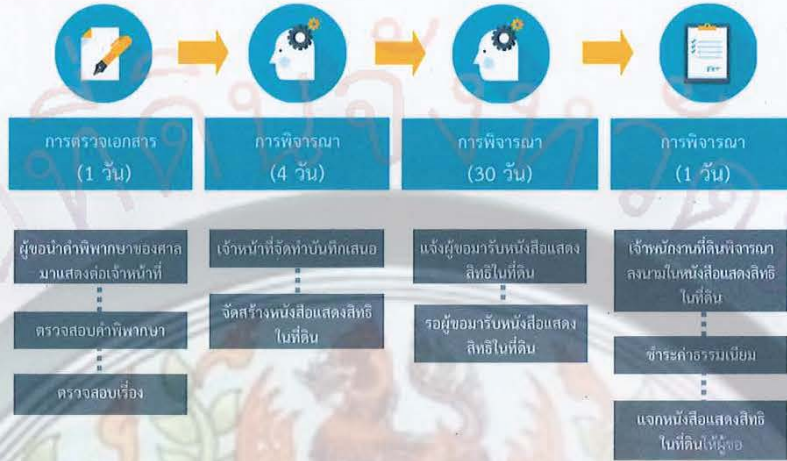 การตรวจเอกสาร
(1 วัน)
ผู้ขอนำคำพิพากษาของศาล
มาแสดงต่อเจ้าหน้าที่
ตรวจสอบคำพิพากษา
ตรวจสอบเรื่อง
การพิจารณา
(4 วัน)
เจ้าหน้าที่จัดทำบันทึกเสนอ
จัดสร้างหนังสือแสดงสิทธิ
ในที่ดิน
การพิจารณา
(30 วัน)
แจ้งผู้ขอมารับหนังสือแสดง
สิทธิในที่ดิน
รอผู้ขอมารับหนังสือแสดง
สิทธิในที่ดิน
การพิจารณา
(1 วัน)
เจ้าพนักงานที่ดินพิจารณา
ลงนามในหนังสือแสดงสิทธิ
ในที่ดิน
ชำระค่าธรรมเนียม
แจกหนังสือแสดงสิทธิ
ในที่ดินให้ผู้ขอ